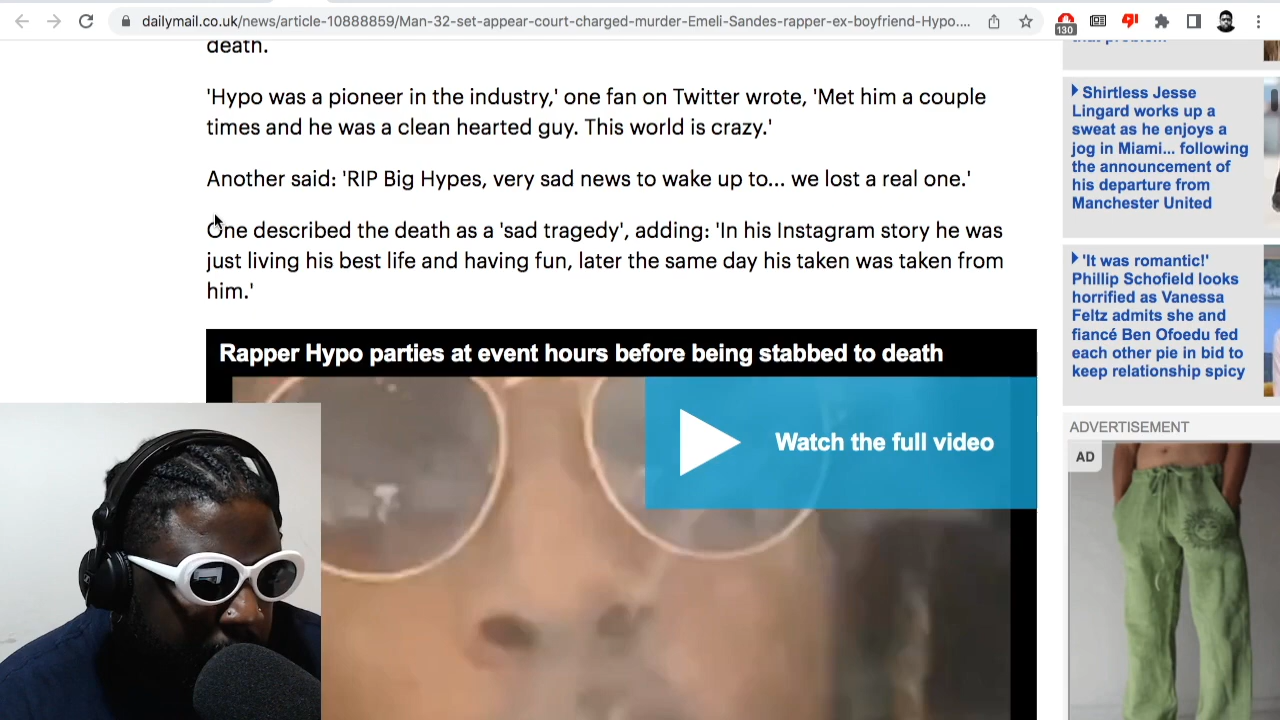 dailymail.co.uk/news/article-10888859/Man-32-set-appear-court-charged-murder-Emeli-Sandes-rapper-ex-boyfriend-Hypo....
130
death.
'Hypo was a pioneer in the industry,' one fan on Twitter wrote, 'Met him a couple
times and he was a clean hearted guy. This world is crazy.'
Another said: 'RIP Big Hypes, very sad news to wake up to... we lost a real one.'
One described the death as a 'sad tragedy', adding: 'In his Instagram story he was
just living his best life and having fun, later the same day his taken was taken from
him.'
Rapper Hypo parties at event hours before being stabbed to death
Watch the full video
that problem
Shirtless Jesse
Lingard works up a
sweat as he enjoys a
jog in Miami... following
the announcement of
his departure from
Manchester United
'It was romantic!'
Phillip Schofield looks
horrified as Vanessa
Feltz admits she and
fiancé Ben Ofoedu fed
each other pie in bid to
keep relationship spicy
ADVERTISEMENT
AD